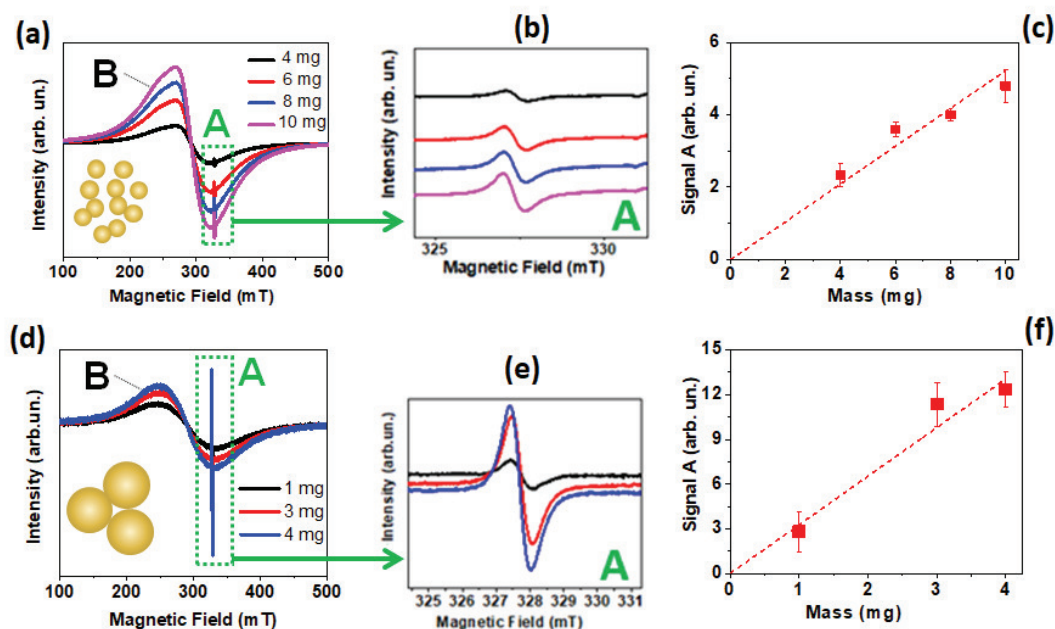 (a)
B
4 mg
6 mg
8 mg
10 mg
A
Intensity (arb. un.)
100 200 300 400 500
Magnetic Field (mT)
(b)
Intensity (arb. un.)
A
325 330
Magnetic Field (mT)
(c)
Signal A (arb. un.)
6
4
2
0
0 2 4 6 8 10
Mass (mg)
(d)
B
A
1 mg
3 mg
4 mg
Intensity (arb.un.)
100 200 300 400 500
Magnetic Field (mT)
(e)
Intensity (arb.un.)
A
325 326 327 328 329 330 331
Magnetic Field (mT)
(f)
Signal A (arb. un.)
15
12
9
6
3
0
0 1 2 3 4
Mass (mg)